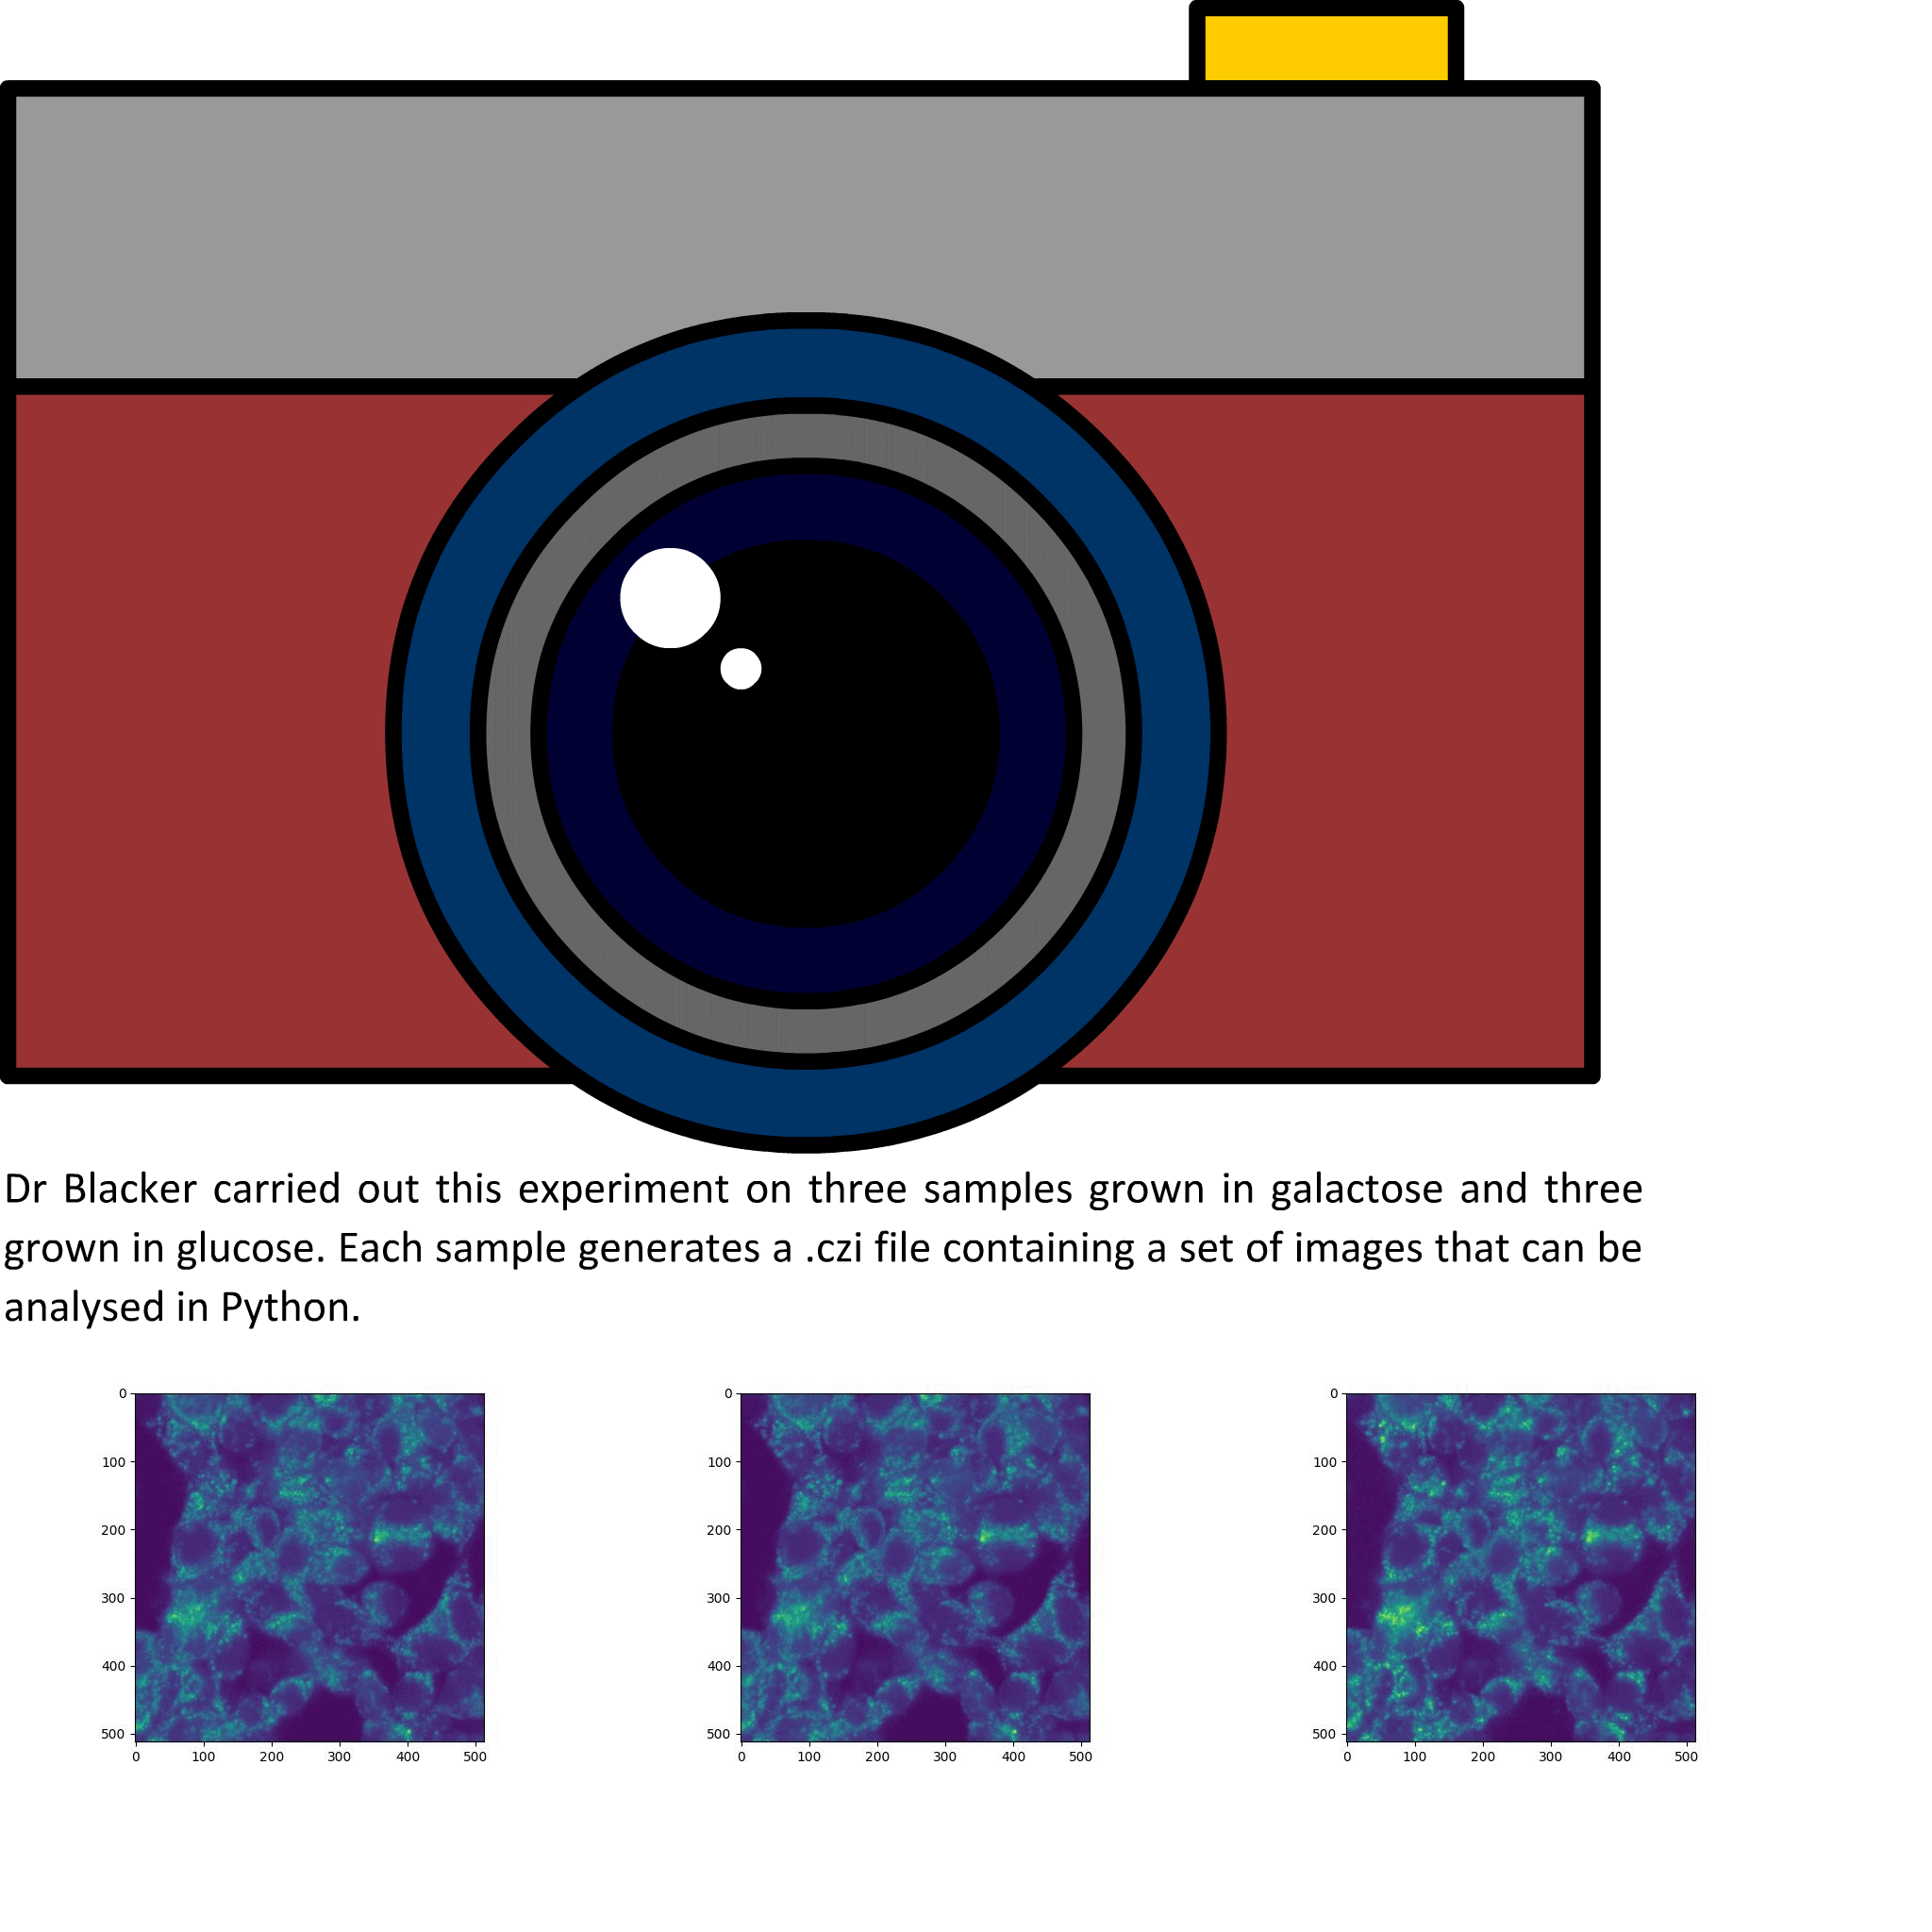 Dr Blacker carried out this experiment on three samples grown in galactose and three
grown in glucose. Each sample generates a .czi file containing a set of images that can be
analysed in Python.
0 0 0
100 100 100
200 200 200
300 300 300
400 400 400
500 500 500
0 100 200 300 400 500 0 100 200 300 400 500 0 100 200 300 400 500